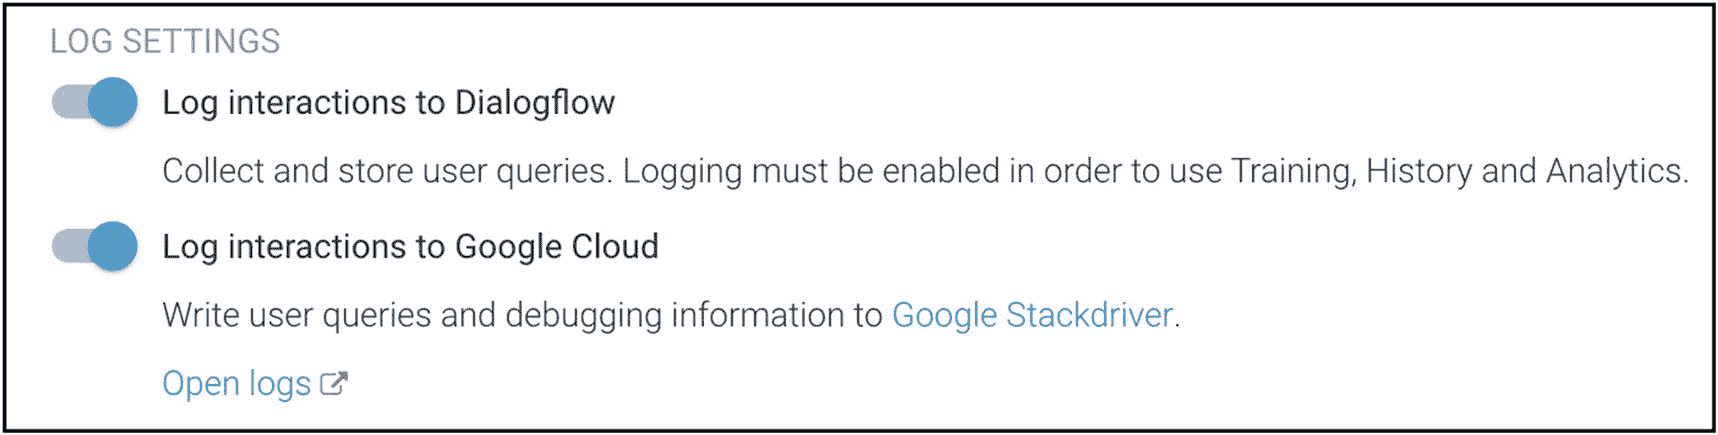 LOG SETTINGS
Log interactions to Dialogflow
Collect and store user queries. Logging must be enabled in order to use Training, History and Analytics.
Log interactions to Google Cloud
Write user queries and debugging information to Google Stackdriver.
Open logs